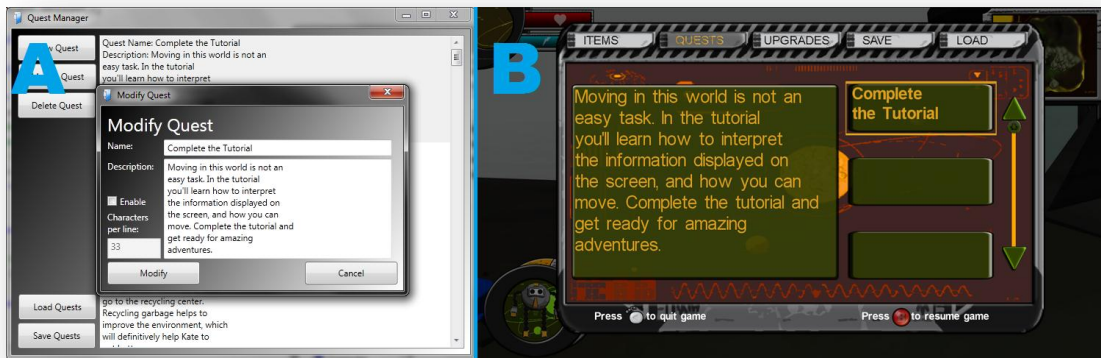 Quest Manager
A
Quest
Quest
Delete Quest
Quest Name: Complete the Tutorial
Description: Moving in this world is not an
easy task. In the tutorial
you'll learn how to interpret
Modify Quest
Modify Quest
Name:
Complete the Tutorial
Description:
Moving in this world is not an
easy task. In the tutorial
you'll learn how to interpret
the information displayed on
the screen, and how you can
move. Complete the tutorial and
get ready for amazing
adventures.
Enable
Characters
per line:
33
Modify
Cancel
Load Quests
Save Quests
go to the recycling center.
Recycling garbage helps to
improve the environment, which
will definitively help Kate to
B
ITEMS
QUESTS
UPGRADES
SAVE
LOAD
Moving in this world is not an
easy task. In the tutorial
you'll learn how to interpret
the information displayed on
the screen, and how you can
move. Complete the tutorial and
get ready for amazing
adventures.
Complete
the Tutorial
Press to quit game
Press to resume game